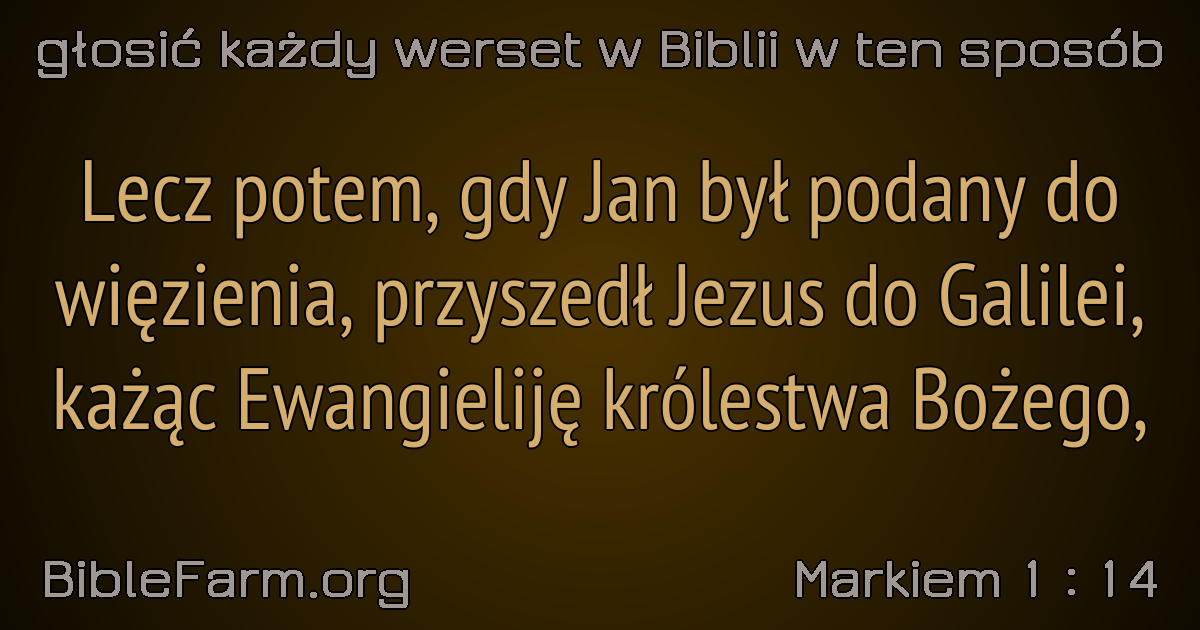 głosić każdy werset w Biblii w ten sposób
Lecz potem, gdy Jan był podany do
więzienia, przyszedł Jezus do Galilei,
każąc Ewangieliję królestwa Bożego,
BibleFarm.org
Markiem 1 : 14